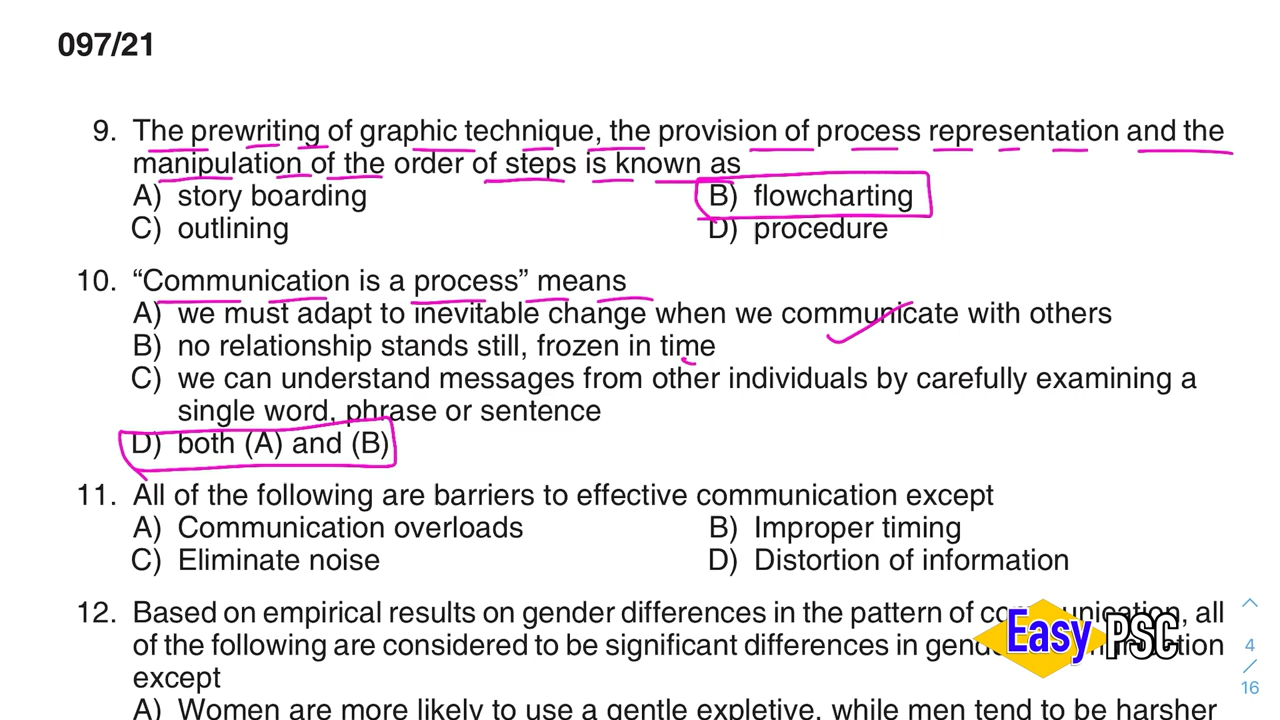 097/21
9. The prewriting of graphic technique, the provision of process representation and the
manipulation of the order of steps is known as
A) story boarding B) flowcharting
C) outlining D) procedure
10. “Communication is a process” means
A) we must adapt to inevitable change when we communicate with others
B) no relationship stands still, frozen in time
C) we can understand messages from other individuals by carefully examining a
single word, phrase or sentence
D) both (A) and (B)
11. All of the following are barriers to effective communication except
A) Communication overloads B) Improper timing
C) Eliminate noise D) Distortion of information
12. Based on empirical results on gender differences in the pattern of communication, all
of the following are considered to be significant differences in gender
except
Easy PSC
4
/
16
A) Women are more likely to use a gentle expletive, while men tend to be harsher